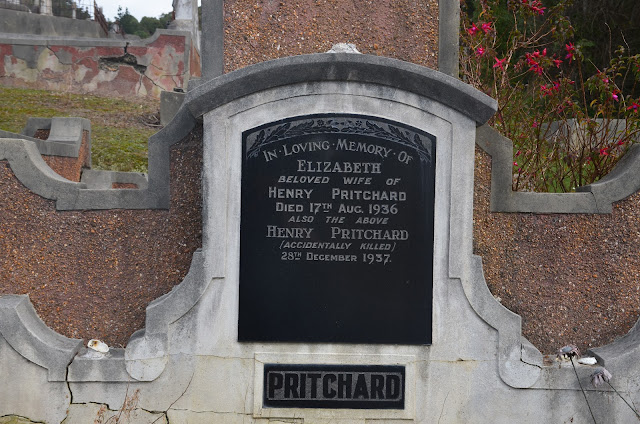 In · Loving · Memory · Of
Elizabeth
beloved wife of
Henry Pritchard
Died 17th Aug. 1936
also the above
Henry Pritchard
(accidentally killed)
28th December 1937.
PRITCHARD